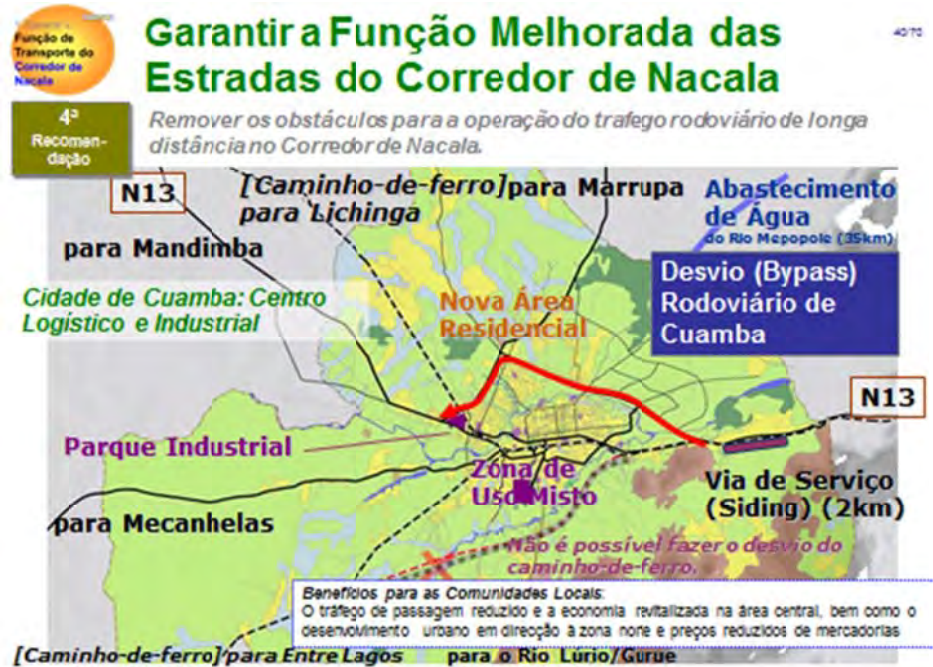 Função de
Transporte do
Corredor de
Nacala
Garantir a Função Melhorada das
Estradas do Corredor de Nacala
40/70
4ª
Recomen-
dação
Remover os obstáculos para a operação do trafego rodoviário de longa
distância no Corredor de Nacala.
N13
[Caminho-de-ferro]
para Lichinga
para Marrupa
Abastecimento
de Água
do Rio Mepopole (35km)
para Mandimba
Desvio (Bypass)
Rodoviário de
Cuamba
Cidade de Cuamba: Centro
Logístico e Industrial
Nova Área
Residencial
N13
Parque Industrial
Zona de
Uso Misto
Via de Serviço
(Siding) (2km)
para Mecanhelas
Não é possível fazer o desvio do
caminho-de-ferro.
Benefícios para as Comunidades Locais:
O tráfego de passagem reduzido e a economia revitalizada na área central, bem como o
desenvolvimento urbano em direcção à zona norte e preços reduzidos de mercadorias
[Caminho-de-ferro] para Entre Lagos
para o Rio Lúrio/Gurue